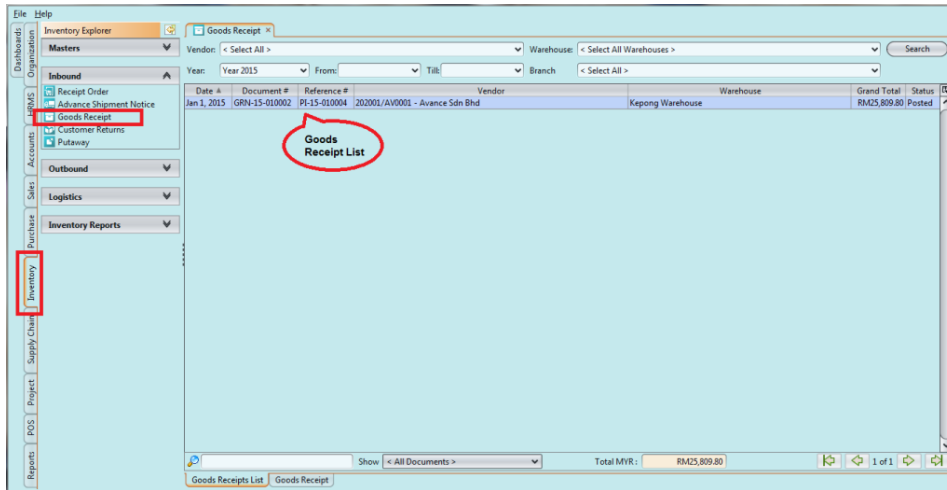 File Help
Dashboards
Organization
HRMS
Accounts
Sales
Purchase
Inventory
Supply Chain
Project
POS
Reports
Inventory Explorer
Masters
Inbound
Receipt Order
Advance Shipment Notice
Goods Receipt
Customer Returns
Putaway
Outbound
Logistics
Inventory Reports
Goods Receipt ×
Vendor: < Select All > Warehouse: < Select All Warehouses > Search
Year: Year 2015 From: Till: Branch < Select All >
Date Document # Reference # Vendor Warehouse Grand Total Status
Jan 1, 2015 GRN-15-010002 PI-15-010004 202001/AV0001 - Avance Sdn Bhd Kepong Warehouse RM25,809.80 Posted
Goods
Receipt List
Show < All Documents > Total MYR : RM25,809.80 1 of 1
Goods Receipts List Goods Receipt